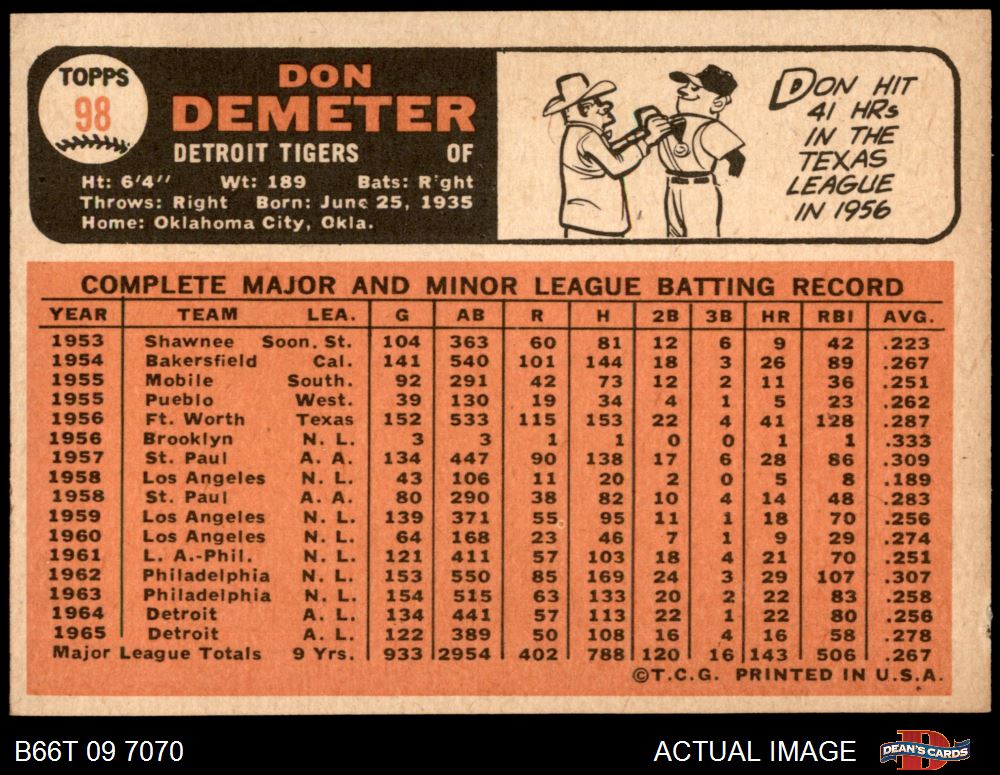 TOPPS
98
DON
DEMETER
DETROIT TIGERS OF
Ht: 6'4" Wt: 189 Bats: Right
Throws: Right Born: June 25, 1935
Home: Oklahoma City, Okla.
DON HIT
41 HRs
IN THE
TEXAS
LEAGUE
IN 1956
COMPLETE MAJOR AND MINOR LEAGUE BATTING RECORD
YEAR TEAM LEA. G AB R H 2B 3B HR RBI AVG.
1953 Shawnee Soon. St. 104 363 60 81 12 6 9 42 .223
1954 Bakersfield Cal. 141 540 101 144 18 3 26 89 .267
1955 Mobile South. 92 291 42 73 12 2 11 36 .251
1955 Pueblo West. 39 130 19 34 4 1 5 23 .262
1956 Ft. Worth Texas 152 533 115 153 22 4 41 128 .287
1956 Brooklyn N. L. 3 3 1 1 0 0 1 1 .333
1957 St. Paul A. A. 134 447 90 138 17 6 28 86 .309
1958 Los Angeles N. L. 43 106 11 20 2 0 5 8 .189
1958 St. Paul A. A. 80 290 38 82 10 4 14 48 .283
1959 Los Angeles N. L. 139 371 55 95 11 1 18 70 .256
1960 Los Angeles N. L. 64 168 23 46 7 1 9 29 .274
1961 L. A.-Phil. N. L. 121 411 57 103 18 4 21 70 .251
1962 Philadelphia N. L. 153 550 85 169 24 3 29 107 .307
1963 Philadelphia N. L. 154 515 63 133 20 2 22 83 .258
1964 Detroit A. L. 134 441 57 113 22 1 22 80 .256
1965 Detroit A. L. 122 389 50 108 16 4 16 58 .278
Major League Totals 9 Yrs. 933 2954 402 788 120 16 143 506 .267
©T.C.G. PRINTED IN U.S.A.
B66T 09 7070 ACTUAL IMAGE DEAN'S CARDS